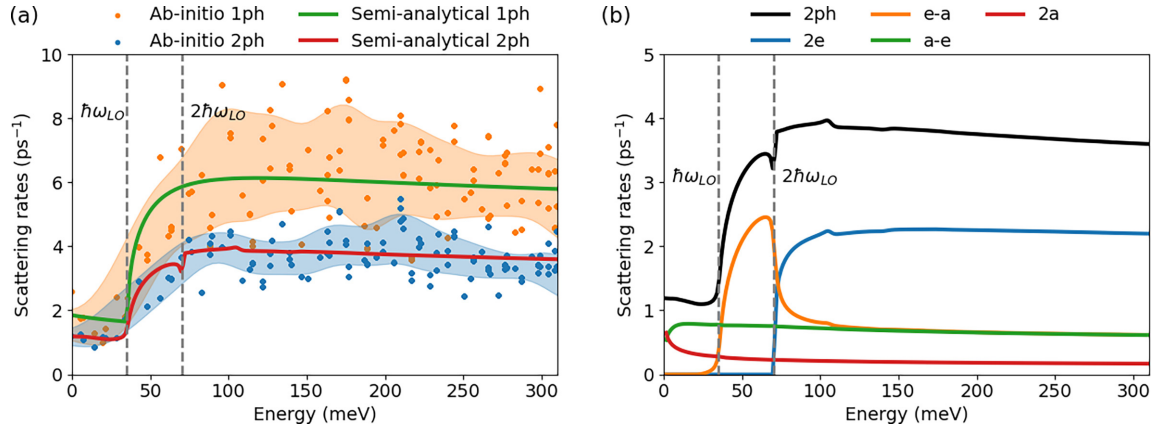 (a)
Ab-initio 1ph Semi-analytical 1ph
Ab-initio 2ph Semi-analytical 2ph
10
8
6
4
2
0
Scattering rates (ps⁻¹)
ℏω_LO 2ℏω_LO
0 50 100 150 200 250 300
Energy (meV)
(b)
2ph e-a 2a
2e a-e
5
4
3
2
1
0
Scattering rates (ps⁻¹)
ℏω_LO 2ℏω_LO
0 50 100 150 200 250 300
Energy (meV)